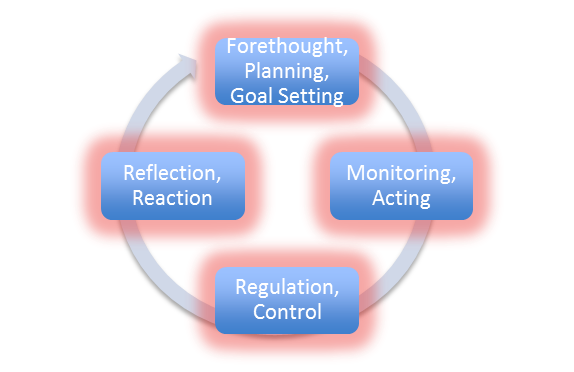 Forethought,
Planning,
Goal Setting
Monitoring,
Acting
Regulation,
Control
Reflection,
Reaction